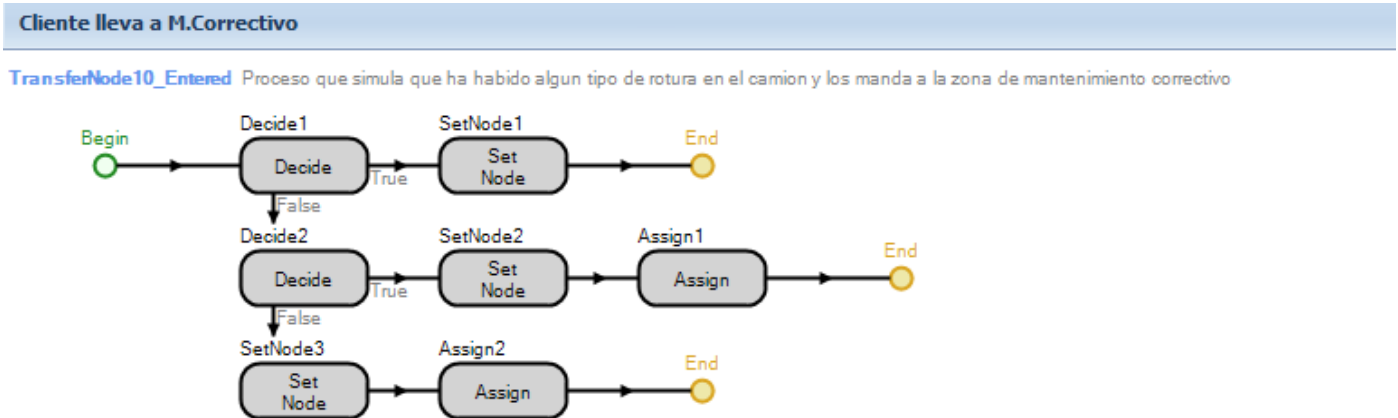 Cliente lleva a M.Correctivo
TransferNode10_Entered Proceso que simula que ha habido algun tipo de rotura en el camion y los manda a la zona de mantenimiento correctivo
Begin
Decide1
Decide
True
False
SetNode1
Set
Node
End
Decide2
Decide
True
False
SetNode2
Set
Node
Assign1
Assign
End
SetNode3
Set
Node
Assign2
Assign
End